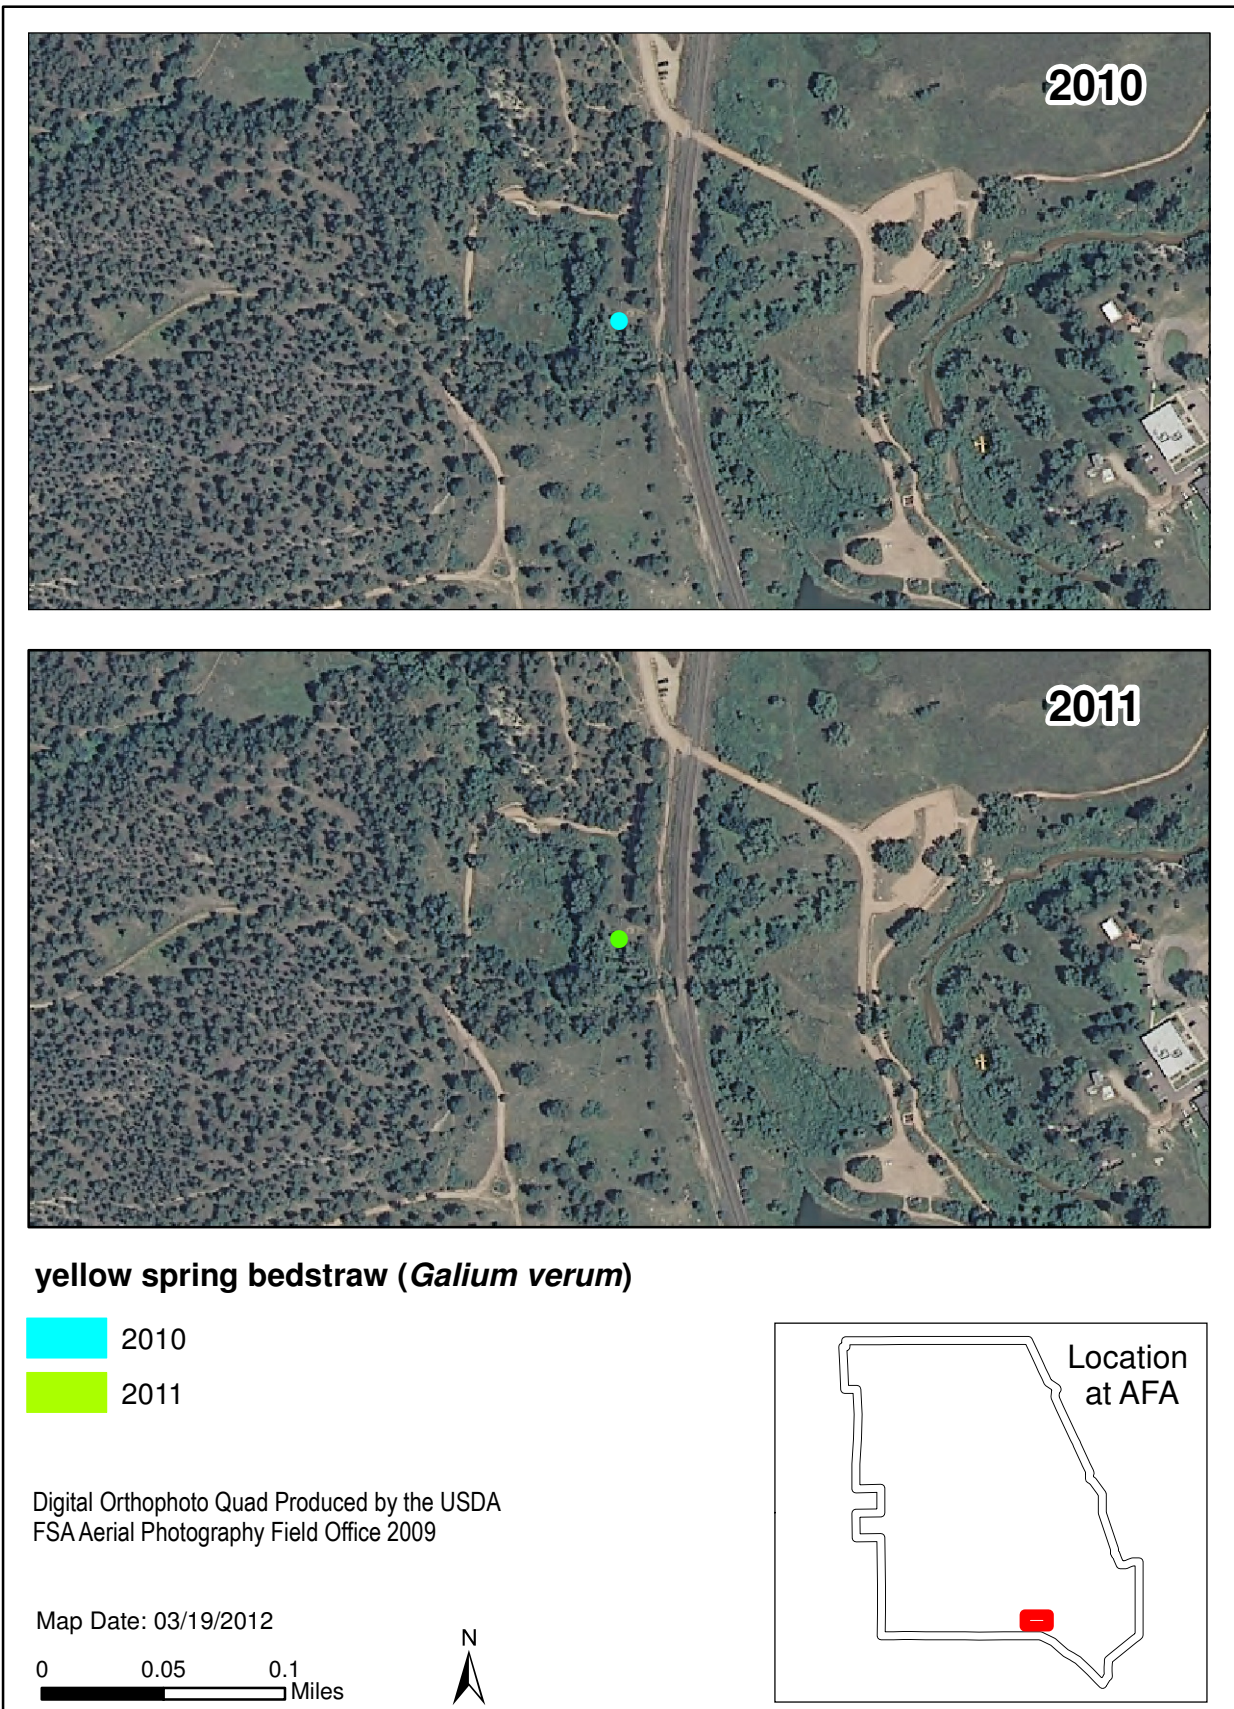 2010
2011
yellow spring bedstraw (Galium verum)
2010
2011
Location
at AFA
Digital Orthophoto Quad Produced by the USDA
FSA Aerial Photography Field Office 2009
Map Date: 03/19/2012
N
0 0.05 0.1
Miles